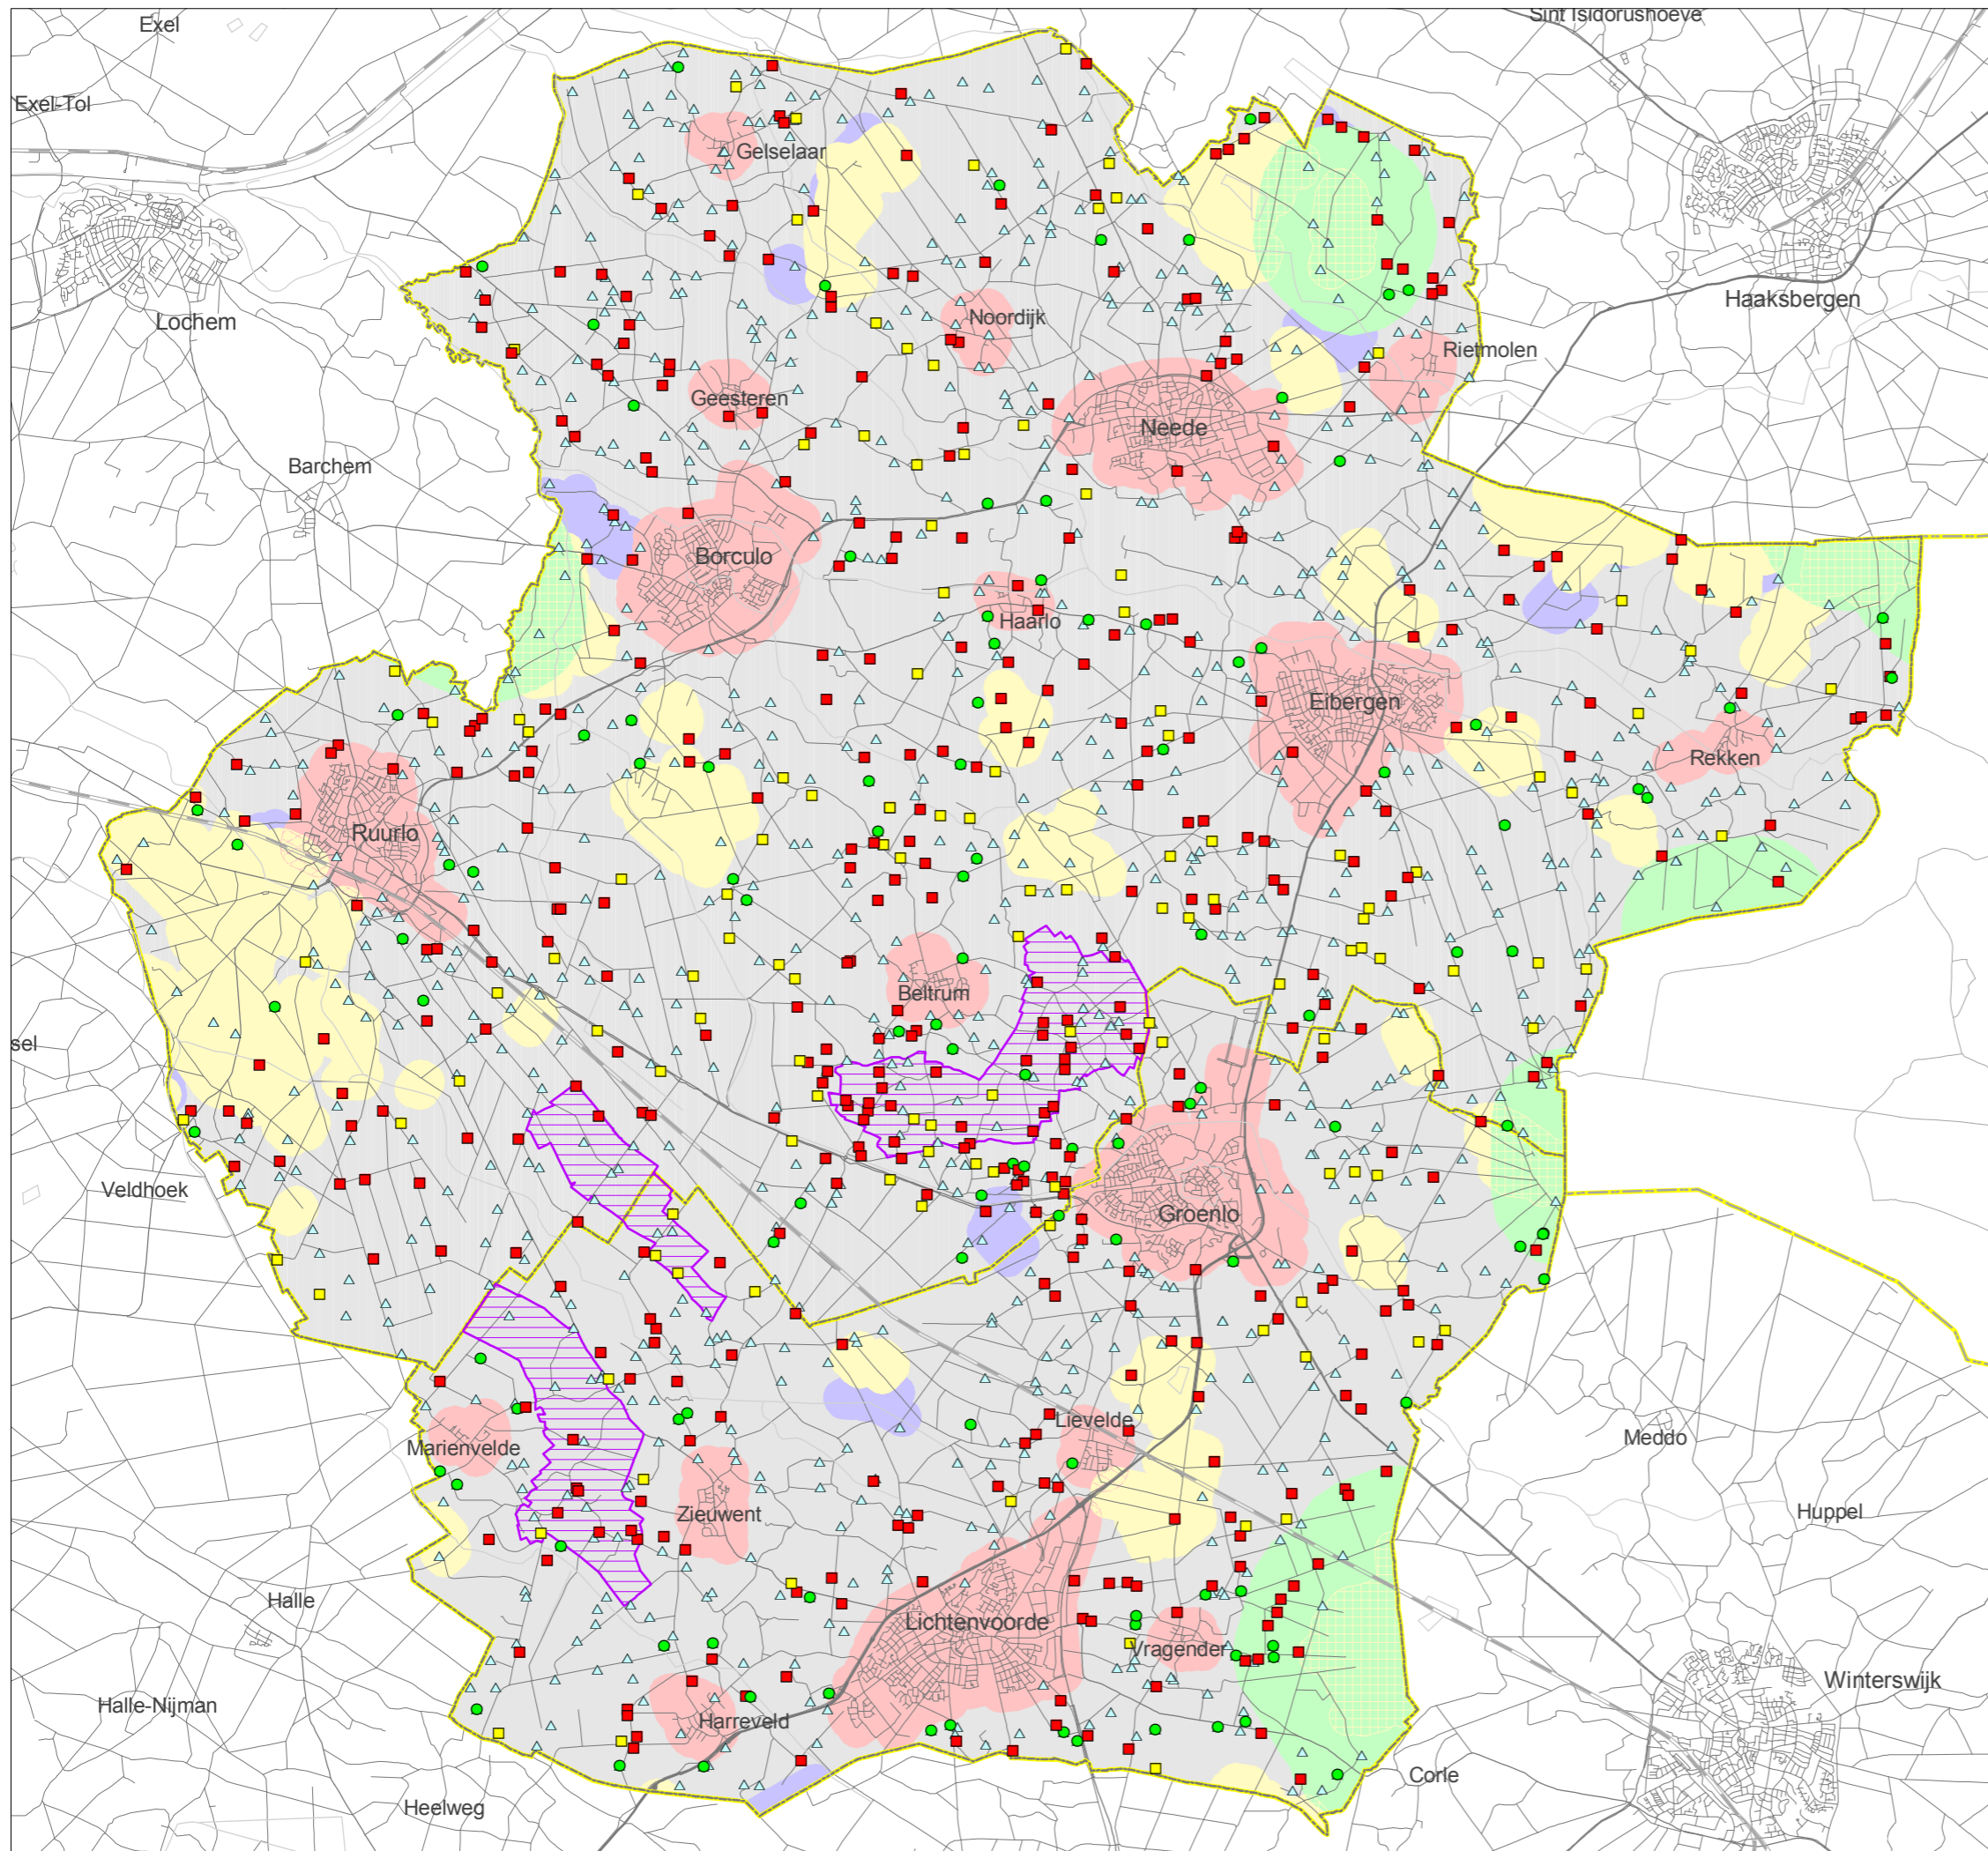 Exel
Sint Isidorushoeve
Exel-Tol
Gelselaar
Haaksbergen
Lochem
Noordijk
Rietmolen
Geesteren
Neede
Barchem
Borculo
Haarlo
Eibergen
Rekken
Ruurlo
Beltrum
sel
Veldhoek
Groenlo
Lievelde
Marienvelde
Meddo
Zieuwent
Huppel
Halle
Lichtenvoorde
Vragender
Winterswijk
Halle-Nijman
Harreveld
Corle
Heelweg